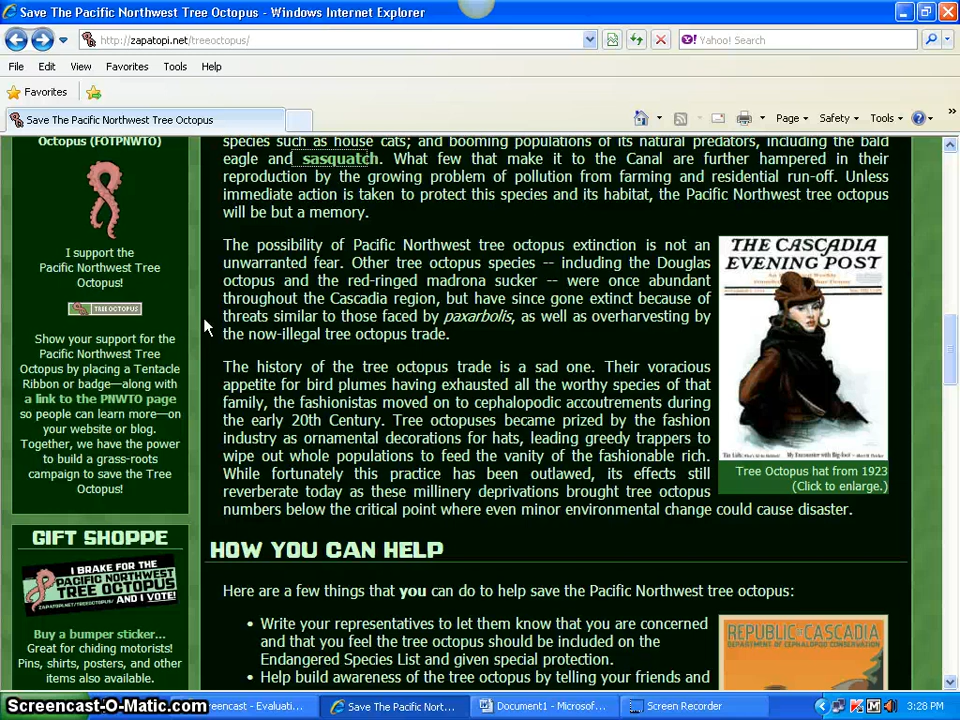 Save The Pacific Northwest Tree Octopus - Windows Internet Explorer
http://zapatopi.net/treeoctopus/
Yahoo! Search
File Edit View Favorites Tools Help
Favorites
Save The Pacific Northwest Tree Octopus
Page Safety Tools
Octopus (FOTPNWTO)
I support the
Pacific Northwest Tree
Octopus!
TREE OCTOPUS
Show your support for the
Pacific Northwest Tree
Octopus by placing a Tentacle
Ribbon or badge—along with
a link to the PNWTO page
so people can learn more—on
your website or blog.
Together, we have the power
to build a grass-roots
campaign to save the Tree
Octopus!
GIFT SHOPPE
I BRAKE FOR THE
PACIFIC NORTHWEST
TREE OCTOPUS
ZAPATOPI.NET/TREEOCTOPUS/ AND I VOTE!
Buy a bumper sticker...
Great for chiding motorists!
Pins, shirts, posters, and other
items also available.
species such as house cats; and booming populations of its natural predators, including the bald
eagle and sasquatch. What few that make it to the Canal are further hampered in their
reproduction by the growing problem of pollution from farming and residential run-off. Unless
immediate action is taken to protect this species and its habitat, the Pacific Northwest tree octopus
will be but a memory.
The possibility of Pacific Northwest tree octopus extinction is not an
unwarranted fear. Other tree octopus species -- including the Douglas
octopus and the red-ringed madrona sucker -- were once abundant
throughout the Cascadia region, but have since gone extinct because of
threats similar to those faced by paxarbolis, as well as overharvesting by
the now-illegal tree octopus trade.
The history of the tree octopus trade is a sad one. Their voracious
appetite for bird plumes having exhausted all the worthy species of that
family, the fashionistas moved on to cephalopodic accoutrements during
the early 20th Century. Tree octopuses became prized by the fashion
industry as ornamental decorations for hats, leading greedy trappers to
wipe out whole populations to feed the vanity of the fashionable rich.
While fortunately this practice has been outlawed, its effects still
reverberate today as these millinery deprivations brought tree octopus
numbers below the critical point where even minor environmental change could cause disaster.
THE CASCADIA
EVENING POST
Tree Octopus hat from 1923
(Click to enlarge.)
HOW YOU CAN HELP
Here are a few things that you can do to help save the Pacific Northwest tree octopus:
• Write your representatives to let them know that you are concerned
and that you feel the tree octopus should be included on the
Endangered Species List and given special protection.
• Help build awareness of the tree octopus by telling your friends and
REPUBLIC OF CASCADIA
DEPARTMENT OF CEPHALOPOD CONSERVATION
Screencast-O-Matic.com
reencast - Evaluati...
Save The Pacific Nort...
Document1 - Microsof...
Screen Recorder
3:28 PM